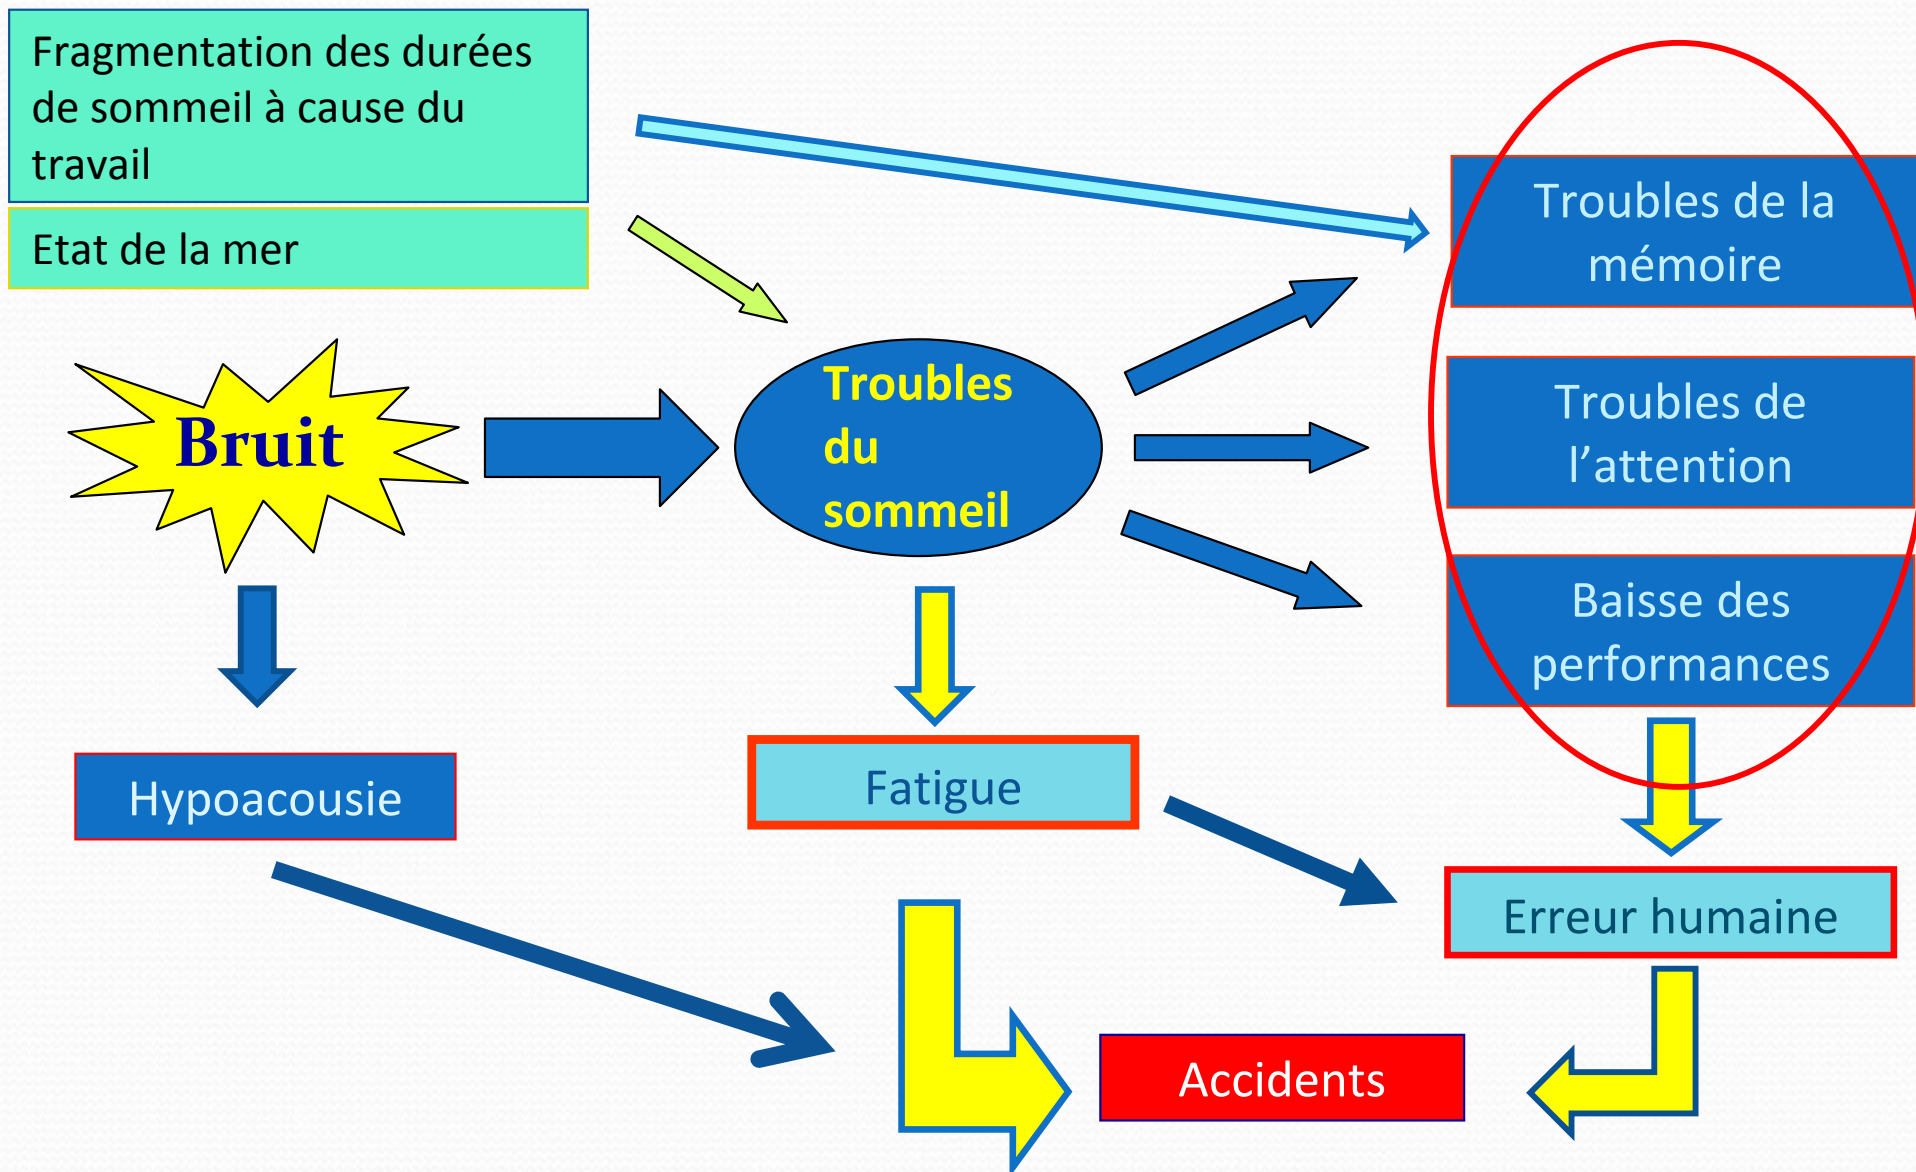 Fragmentation des durées
de sommeil à cause du
travail
Etat de la mer
Troubles de la
mémoire
Bruit
Troubles
du
sommeil
Troubles de
l’attention
Baisse des
performances
Hypoacousie
Fatigue
Erreur humaine
Accidents